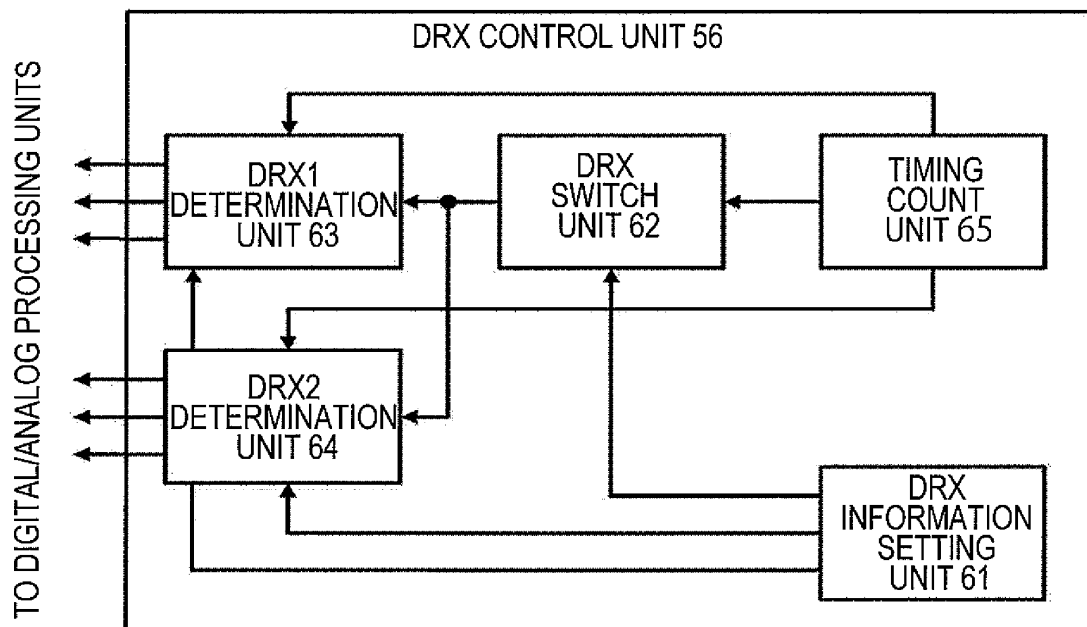 DRX CONTROL UNIT 56
TO DIGITAL/ANALOG PROCESSING UNITS
DRX1
DETERMINATION
UNIT 63
DRX
SWITCH
UNIT 62
TIMING
COUNT
UNIT 65
DRX2
DETERMINATION
UNIT 64
DRX
INFORMATION
SETTING
UNIT 61